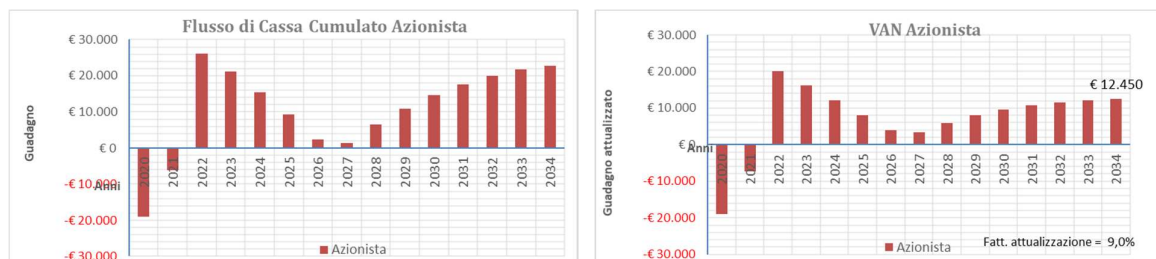 Flusso di Cassa Cumulato Azionista
€ 30.000
€ 20.000
€ 10.000
€ 0
-€ 10.000
-€ 20.000
-€ 30.000
Guadagno
Anni
2020 2021 2022 2023 2024 2025 2026 2027 2028 2029 2030 2031 2032 2033 2034
Azionista
VAN Azionista
€ 30.000
€ 20.000
€ 10.000
€ 0
-€ 10.000
-€ 20.000
-€ 30.000
Guadagno attualizzato
Anni
2020 2021 2022 2023 2024 2025 2026 2027 2028 2029 2030 2031 2032 2033 2034
€ 12.450
Azionista
Fatt. attualizzazione = 9,0%